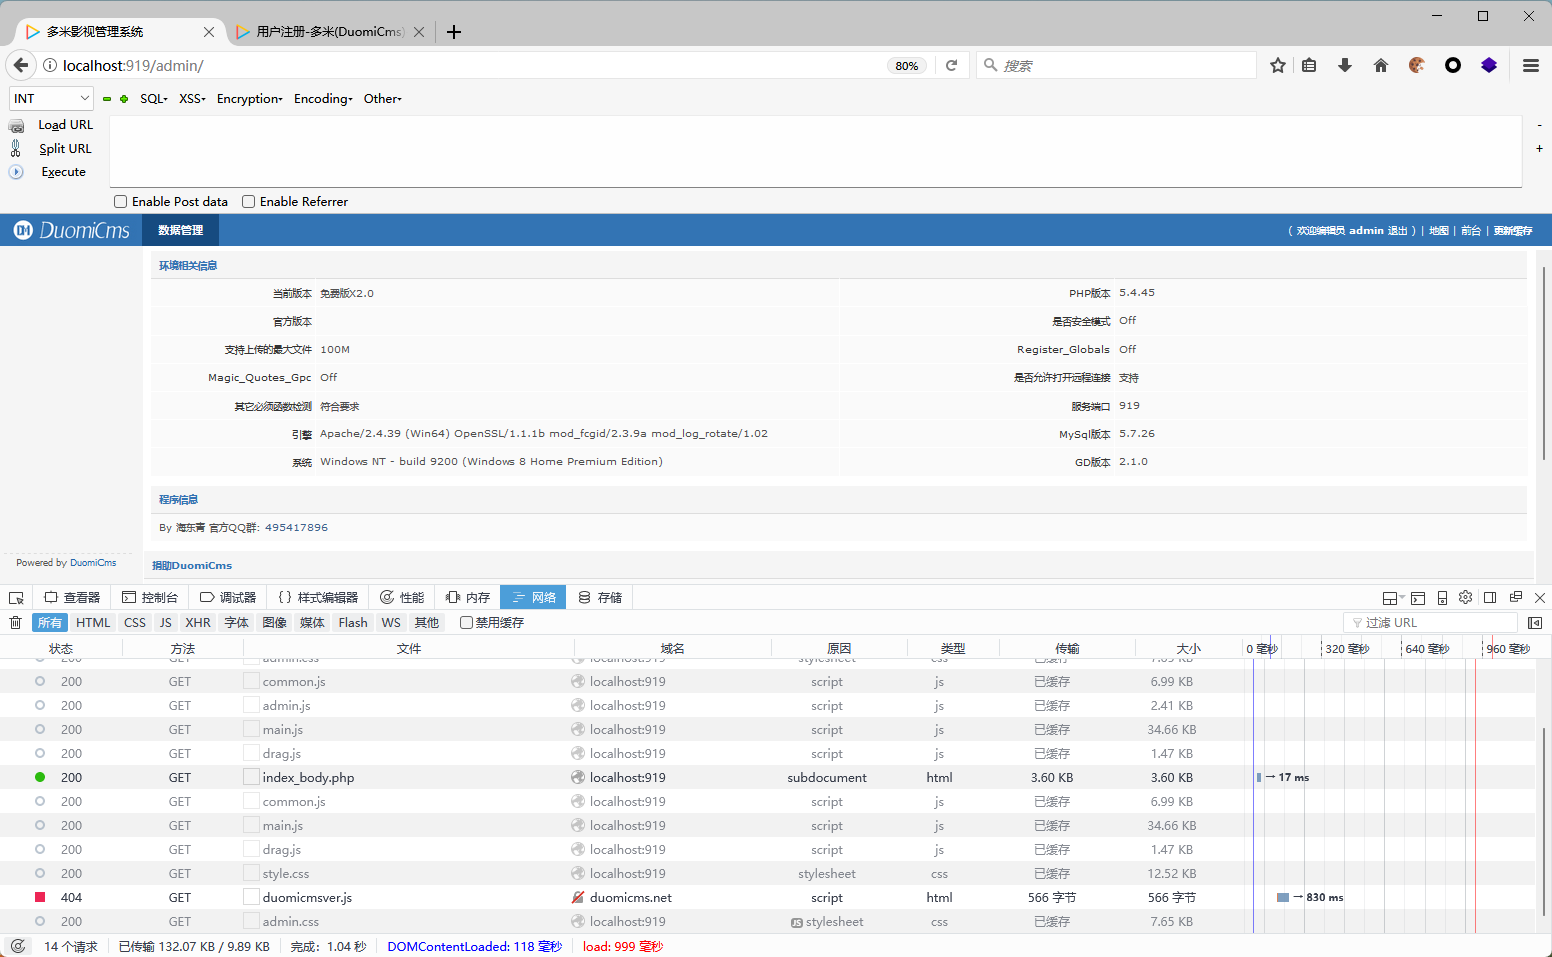 多米影视管理系统 用户注册-多米(DuomiCms)
localhost:919/admin/ 80% 搜索
INT SQL XSS Encryption Encoding Other
Load URL -
Split URL +
Execute
Enable Post data Enable Referrer
DM DuomiCms 数据管理 ( 欢迎编辑员 admin 退出 ) | 地图 | 前台 | 更新缓存
环境相关信息
当前版本 免费版X2.0 PHP版本 5.4.45
官方版本 是否安全模式 Off
支持上传的最大文件 100M Register_Globals Off
Magic_Quotes_Gpc Off 是否允许打开远程连接 支持
其它必须函数检测 符合要求 服务端口 919
引擎 Apache/2.4.39 (Win64) OpenSSL/1.1.1b mod_fcgid/2.3.9a mod_log_rotate/1.02 MySql版本 5.7.26
系统 Windows NT - build 9200 (Windows 8 Home Premium Edition) GD版本 2.1.0
程序信息
By 海东青 官方QQ群：495417896
Powered by DuomiCms 捐助DuomiCms
查看器 控制台 调试器 {} 样式编辑器 性能 内存 网络 存储
所有 HTML CSS JS XHR 字体 图像 媒体 Flash WS 其他 禁用缓存 过滤 URL
状态 方法 文件 域名 原因 类型 传输 大小 0 毫秒 320 毫秒 640 毫秒 960 毫秒
200 GET admin.css localhost:919 stylesheet css 已缓存 7.65 KB
200 GET common.js localhost:919 script js 已缓存 6.99 KB
200 GET admin.js localhost:919 script js 已缓存 2.41 KB
200 GET main.js localhost:919 script js 已缓存 34.66 KB
200 GET drag.js localhost:919 script js 已缓存 1.47 KB
200 GET index_body.php localhost:919 subdocument html 3.60 KB 3.60 KB → 17 ms
200 GET common.js localhost:919 script js 已缓存 6.99 KB
200 GET main.js localhost:919 script js 已缓存 34.66 KB
200 GET drag.js localhost:919 script js 已缓存 1.47 KB
200 GET style.css localhost:919 stylesheet css 已缓存 12.52 KB
404 GET duomicmsver.js duomicms.net script html 566 字节 566 字节 → 830 ms
200 GET admin.css localhost:919 JS stylesheet css 已缓存 7.65 KB
14 个请求 已传输 132.07 KB / 9.89 KB 完成：1.04 秒 DOMContentLoaded: 118 毫秒 load: 999 毫秒